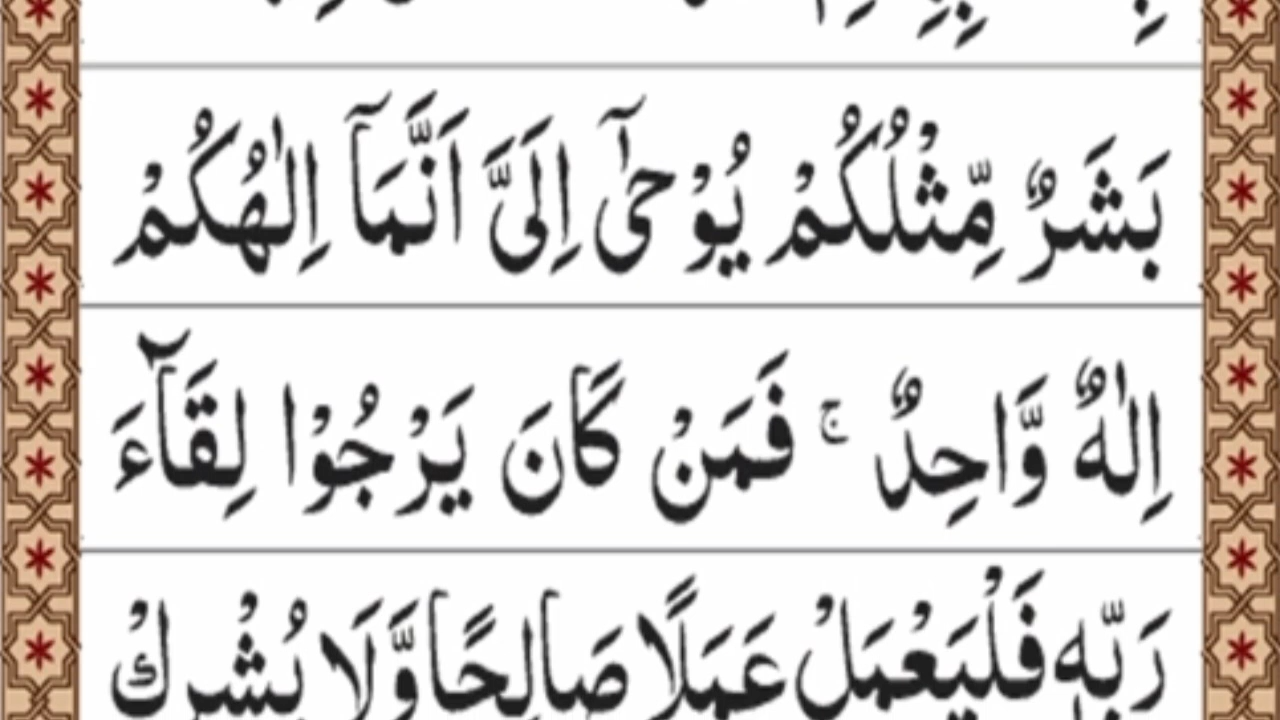 بَشَرٌ مِّثْلُكُمْ يُوْحٰۤى اِلَىَّ اَنَّمَاۤ اِلٰهُكُمْ
اِلٰهٌ وَّاحِدٌ ۚ فَمَنْ كَانَ يَرْجُوْا لِقَآءَ
رَبِّهٖ فَلْيَعْمَلْ عَمَلًا صَالِحًا وَّلَا يُشْرِكْ